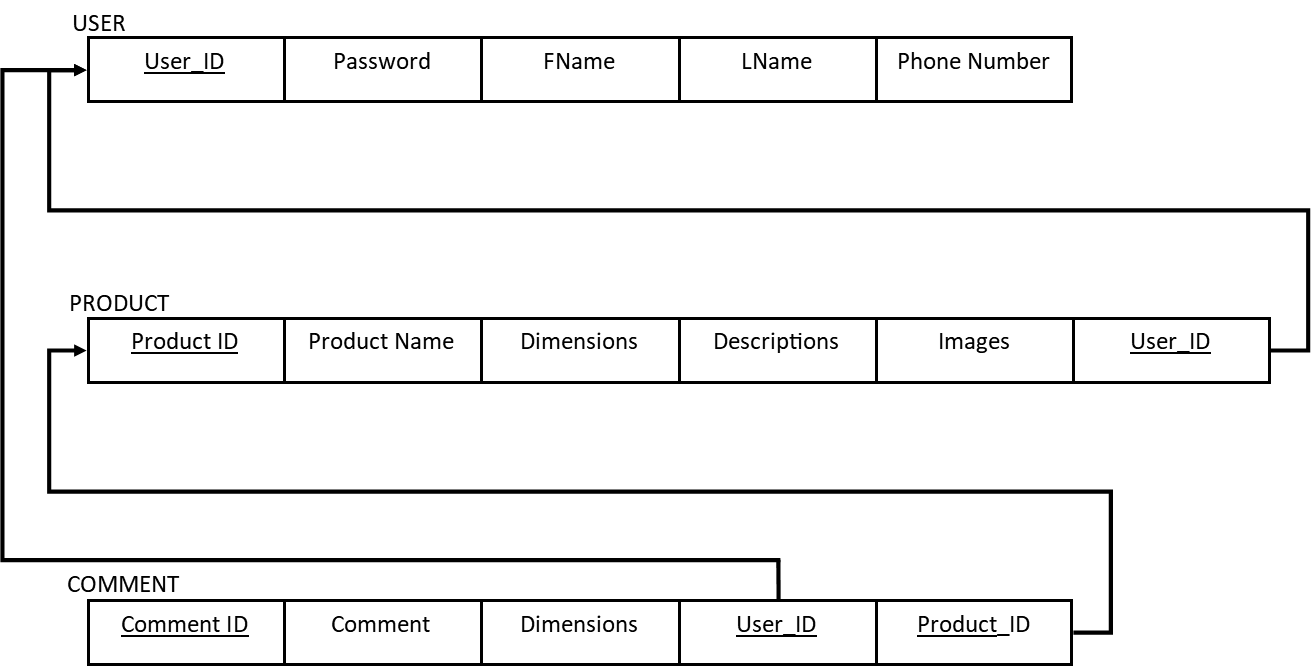 USER
User_ID Password FName LName Phone Number
PRODUCT
Product ID Product Name Dimensions Descriptions Images User_ID
COMMENT
Comment ID Comment Dimensions User_ID Product_ID